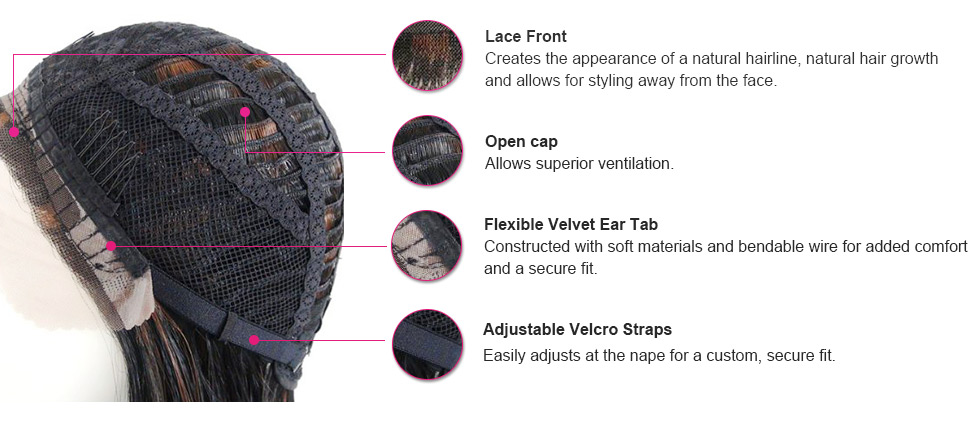 Lace Front
Creates the appearance of a natural hairline, natural hair growth
and allows for styling away from the face.
Open cap
Allows superior ventilation.
Flexible Velvet Ear Tab
Constructed with soft materials and bendable wire for added comfort
and a secure fit.
Adjustable Velcro Straps
Easily adjusts at the nape for a custom, secure fit.